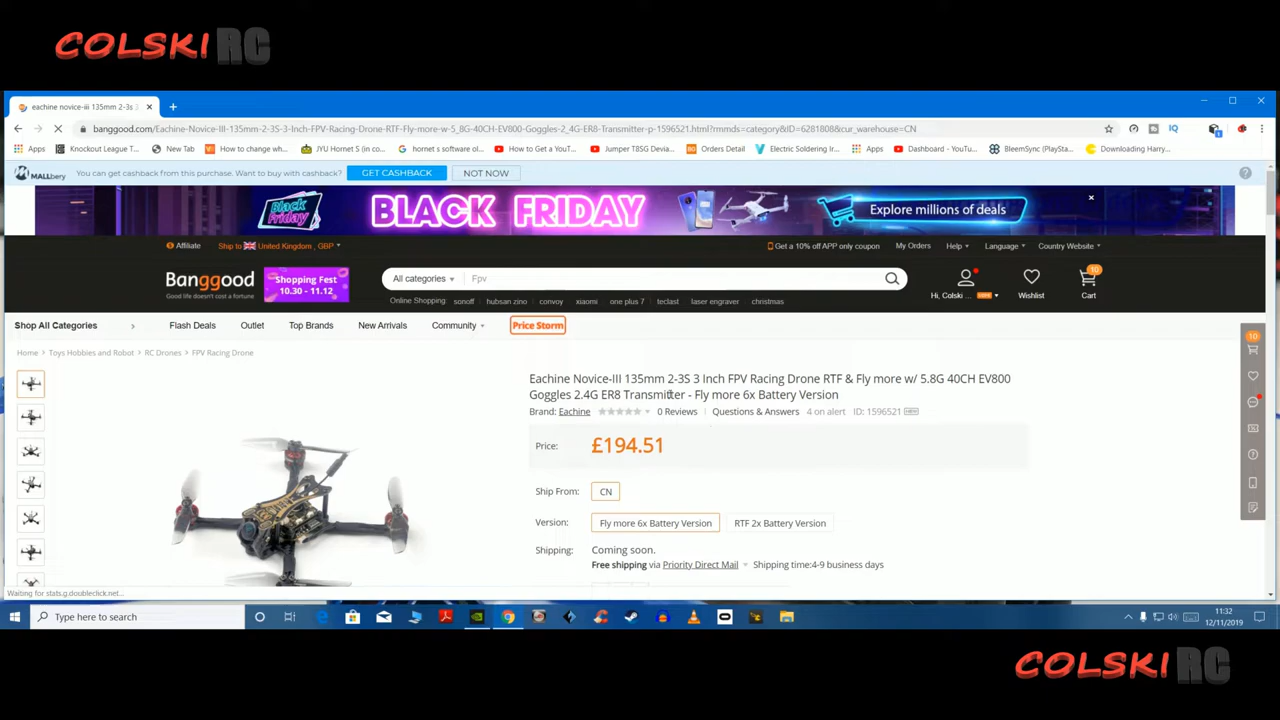 COLSKI RC
eachine novice-iii 135mm 2-3s
banggood.com/Eachine-Novice-III-135mm-2-3S-3-Inch-FPV-Racing-Drone-RTF-Fly-more-w-5_8G-40CH-EV800-Goggles-2_4G-ER8-Transmitter-p-1596521.html?rmmds=category&ID=6281808&cur_warehouse=CN
Apps Knockout League T... New Tab How to change wh... JYU Hornet S (in co... hornet s software ol... How to Get a YouT... Jumper T8SG Devia... Orders Detail Electric Soldering Ir... Apps Dashboard - YouTu... BleemSync (PlaySta... Downloading Harry...
MALLbery You can get cashback from this purchase. Want to buy with cashback? GET CASHBACK NOT NOW
Black Friday BLACK FRIDAY Explore millions of deals
Affiliate Ship to United Kingdom , GBP Get a 10% off APP only coupon My Orders Help Language Country Website
Banggood Good life doesn't cost a fortune
Shopping Fest
10.30 - 11.12
All categories Fpv
Hi, Colski ... Wishlist 10 Cart
Online Shopping: sonoff hubsan zino convoy xiaomi one plus 7 teclast laser engraver christmas
Shop All Categories Flash Deals Outlet Top Brands New Arrivals Community Price Storm
10
Home > Toys Hobbies and Robot > RC Drones > FPV Racing Drone
Eachine Novice-III 135mm 2-3S 3 Inch FPV Racing Drone RTF & Fly more w/ 5.8G 40CH EV800
Goggles 2.4G ER8 Transmitter - Fly more 6x Battery Version
Brand: Eachine 0 Reviews Questions & Answers 4 on alert ID: 1596521
Price: £194.51
Ship From: CN
Version: Fly more 6x Battery Version RTF 2x Battery Version
Shipping: Coming soon.
Free shipping via Priority Direct Mail Shipping time:4-9 business days
Waiting for stats.g.doubleclick.net...
Type here to search
11:32
12/11/2019
COLSKI RC